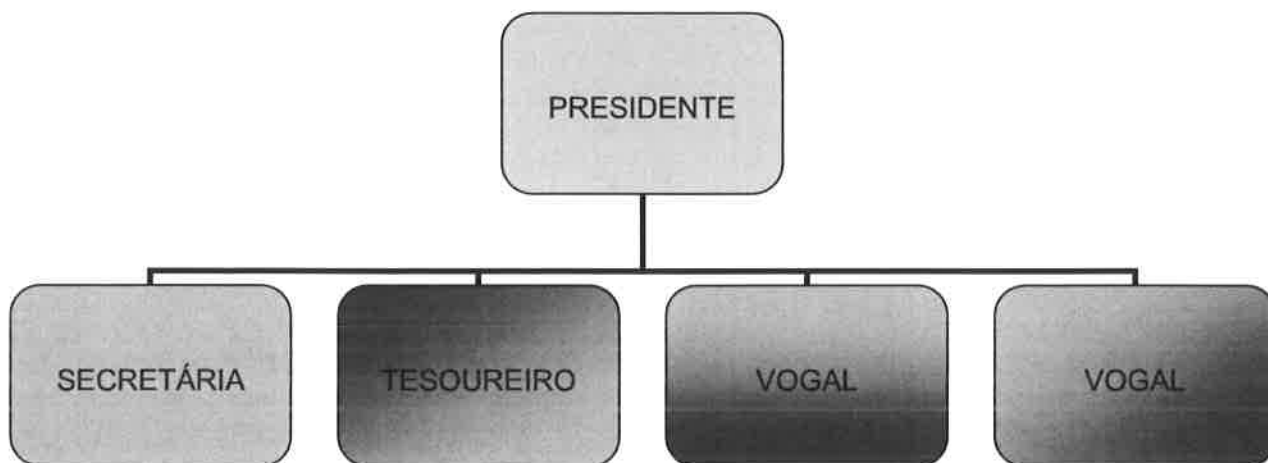 PRESIDENTE
SECRETÁRIA
TESOUREIRO
VOGAL
VOGAL